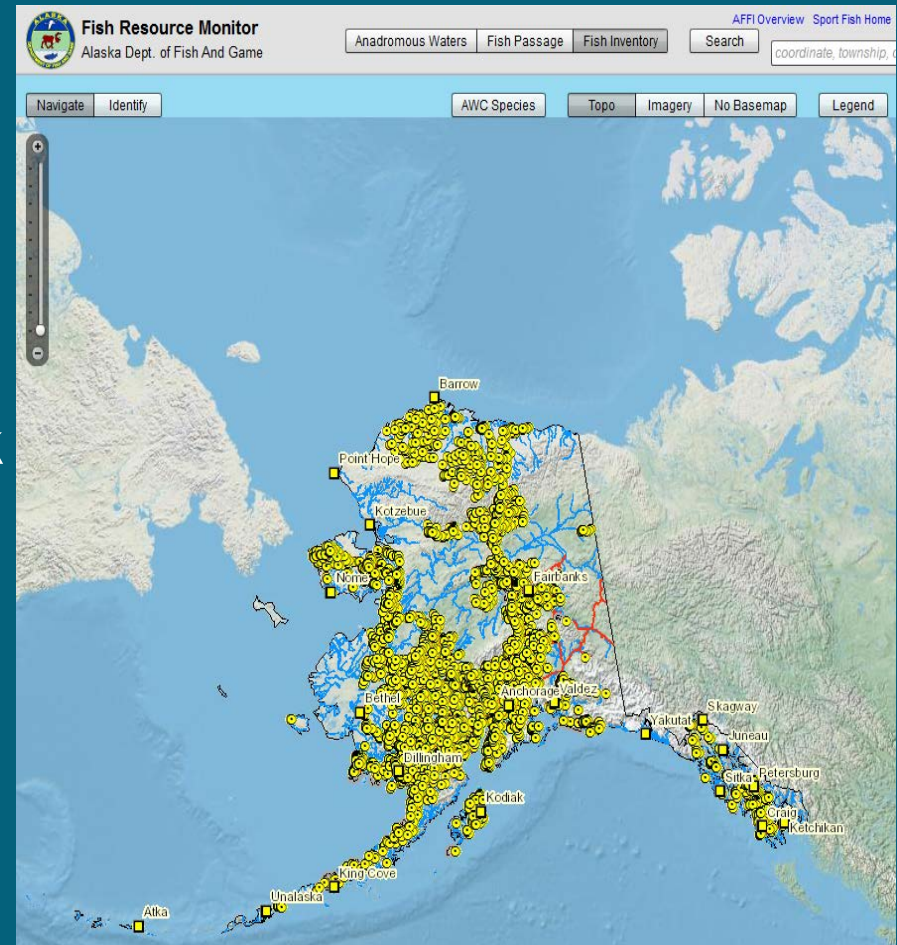 Fish Resource Monitor
Alaska Dept. of Fish And Game
AFFI Overview Sport Fish Home
Anadromous Waters Fish Passage Fish Inventory Search
coordinate, township,
Navigate Identify AWC Species Topo Imagery No Basemap Legend
Barrow
Point Hope
Kotzebue
Nome
Fairbanks
Bethel
Anchorage Valdez
Skagway
Yakutat
Juneau
Dillingham
Sitka Petersburg
Kodiak
Craig
Ketchikan
King Cove
Unalaska
Atka